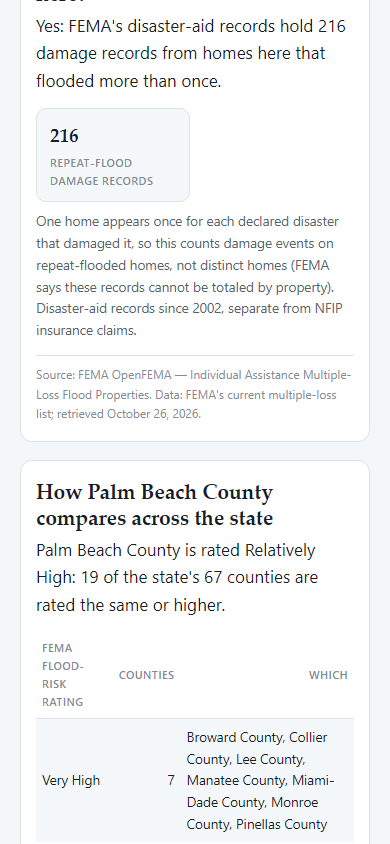 Yes: FEMA's disaster-aid records hold 216
damage records from homes here that
flooded more than once.
216
REPEAT-FLOOD
DAMAGE RECORDS
One home appears once for each declared disaster
that damaged it, so this counts damage events on
repeat-flooded homes, not distinct homes (FEMA
says these records cannot be totaled by property).
Disaster-aid records since 2002, separate from NFIP
insurance claims.
Source: FEMA OpenFEMA — Individual Assistance Multiple-
Loss Flood Properties. Data: FEMA's current multiple-loss
list; retrieved October 26, 2026.
How Palm Beach County
compares across the state
Palm Beach County is rated Relatively
High: 19 of the state's 67 counties are
rated the same or higher.
FEMA
FLOOD-
RISK
RATING
COUNTIES
WHICH
Very High
7
Broward County, Collier
County, Lee County,
Manatee County, Miami-
Dade County, Monroe
County, Pinellas County